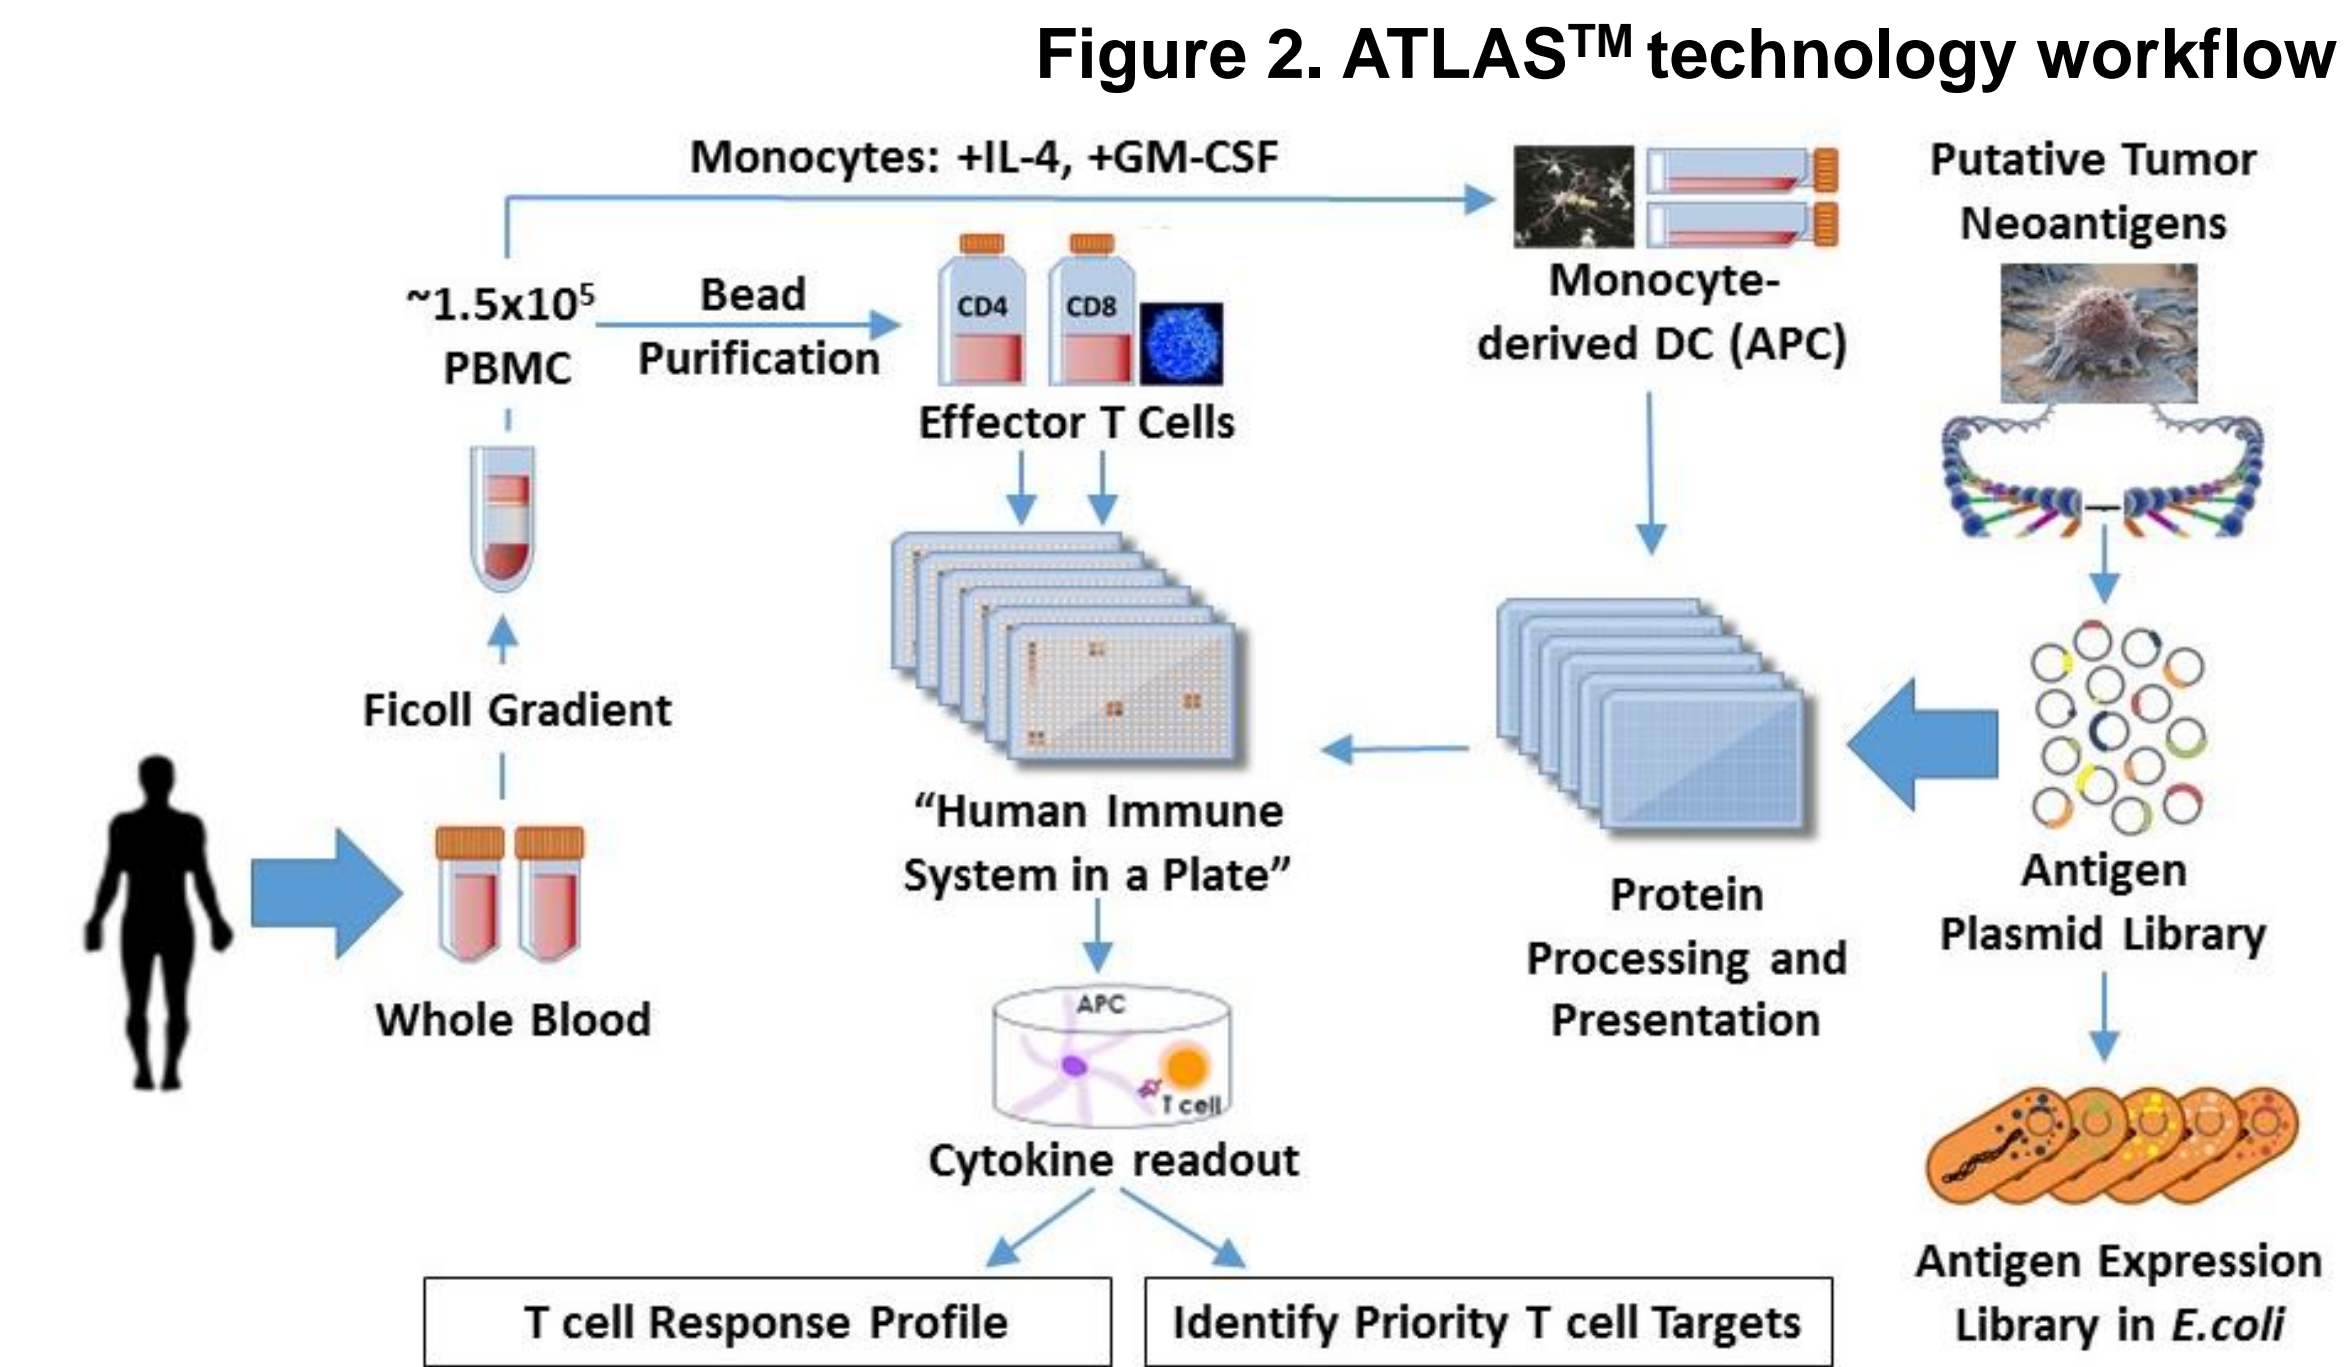 Figure 2. ATLAS™ technology workflow
Monocytes: +IL-4, +GM-CSF
~1.5x10⁵
PBMC
Bead
Purification
CD4
CD8
Effector T Cells
Monocyte-
derived DC (APC)
Putative Tumor
Neoantigens
Ficoll Gradient
Whole Blood
“Human Immune
System in a Plate”
Protein
Processing and
Presentation
Antigen
Plasmid Library
APC
T cell
Cytokine readout
Antigen Expression
Library in E.coli
T cell Response Profile
Identify Priority T cell Targets